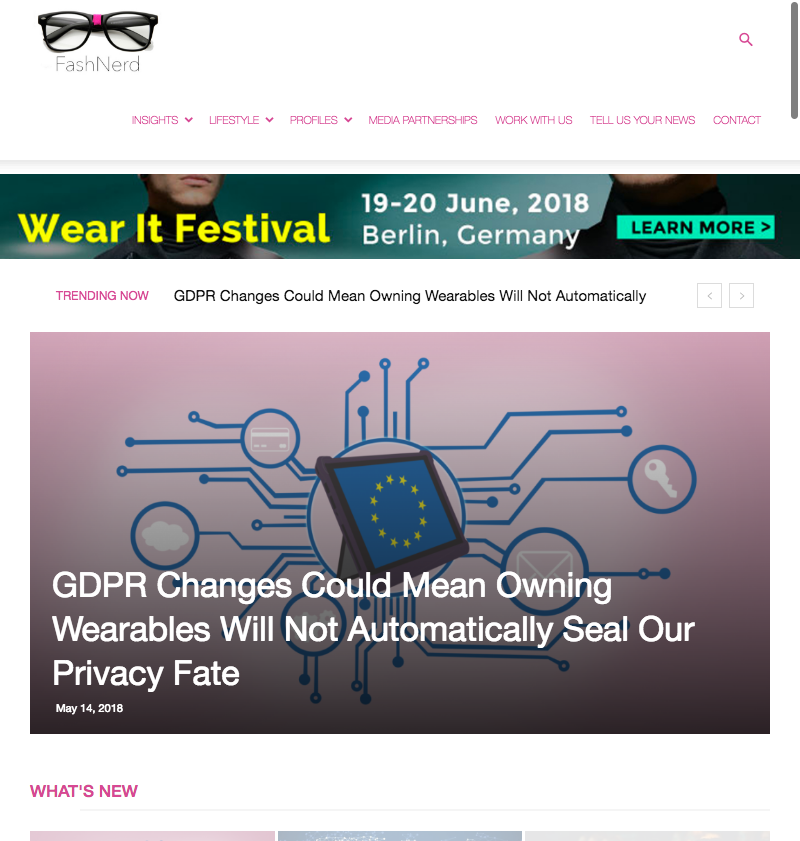 FashNerd
INSIGHTS LIFESTYLE PROFILES MEDIA PARTNERSHIPS WORK WITH US TELL US YOUR NEWS CONTACT
Wear It Festival
19-20 June, 2018
Berlin, Germany
LEARN MORE >
TRENDING NOW GDPR Changes Could Mean Owning Wearables Will Not Automatically
GDPR Changes Could Mean Owning
Wearables Will Not Automatically Seal Our
Privacy Fate
May 14, 2018
WHAT'S NEW